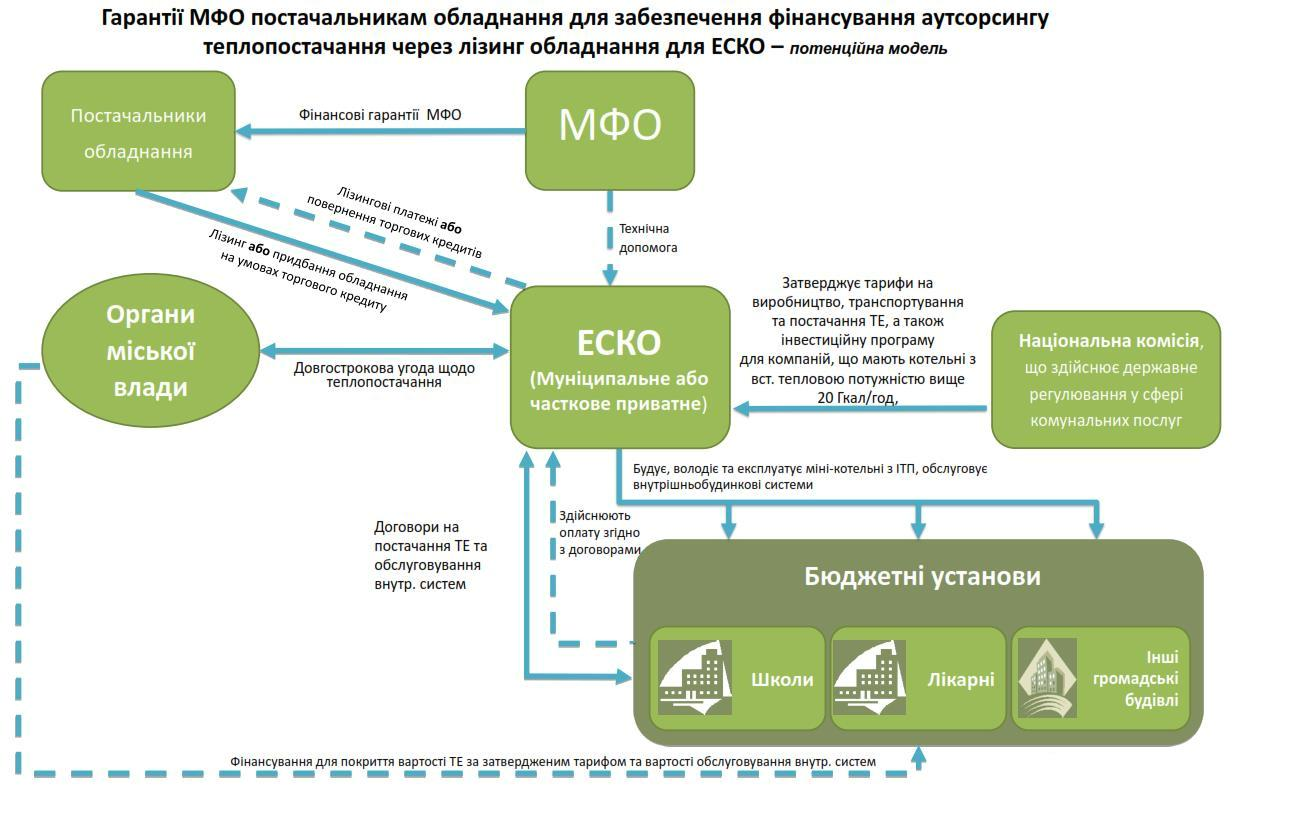 Гарантії МФО постачальникам обладнання для забезпечення фінансування аутсорсингу
теплопостачання через лізинг обладнання для ЕСКО – потенційна модель
Постачальники
обладнання
Фінансові гарантії МФО
МФО
Лізингові платежі або
повернення торгових кредитів
Лізинг або придбання обладнання
на умовах торгового кредиту
Технічна
допомога
Органи
міської
влади
Довгострокова угода щодо
теплопостачання
ЕСКО
(Муніципальне або
часткове приватне)
Затверджує тарифи на
виробництво, транспортування
та постачання ТЕ, а також
інвестиційну програму
для компаній, що мають котельні з
вст. тепловою потужністю вище
20 Гкал/год,
Національна комісія,
що здійснює державне
регулювання у сфері
комунальних послуг
Будує, володіє та експлуатує міні-котельні з ІТП, обслуговує
внутрішньобудинкові системи
Договори на
постачання ТЕ та
обслуговування
внутр. систем
Здійснюють
оплату згідно
з договорами
Бюджетні установи
Школи
Лікарні
Інші
громадські
будівлі
Фінансування для покриття вартості ТЕ за затвердженим тарифом та вартості обслуговування внутр. систем